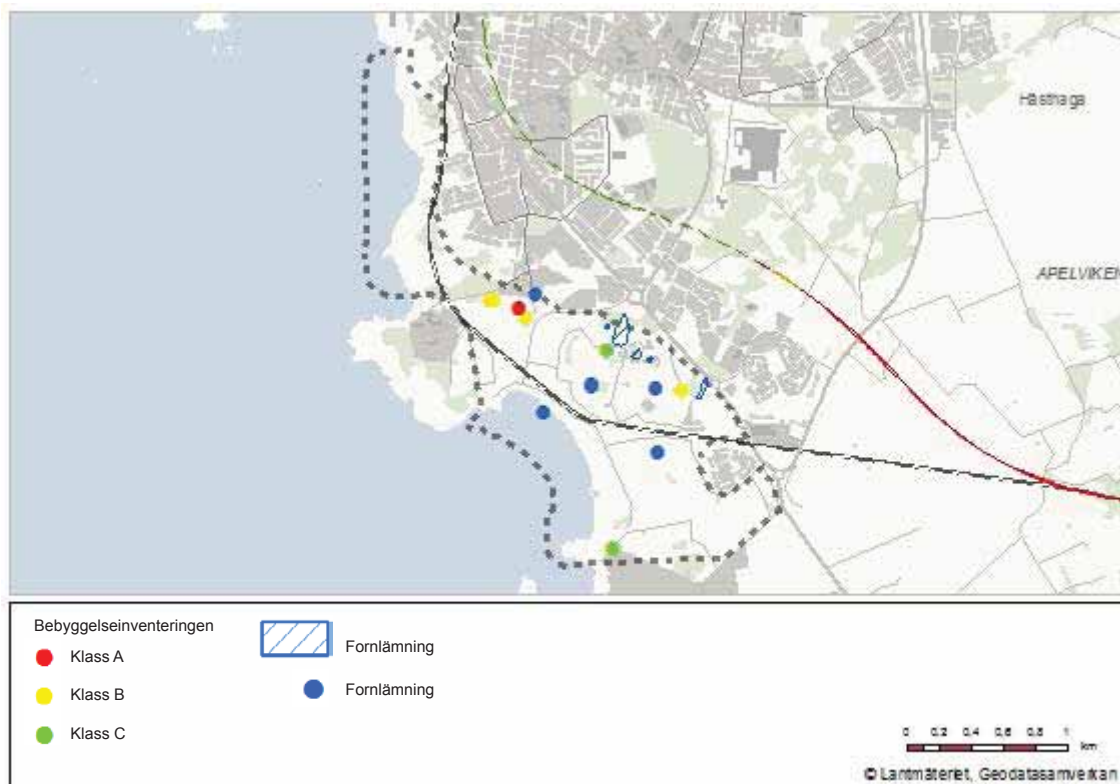 Hästhaga
APELVIKEN
Bebyggelseinventeringen
Klass A
Klass B
Klass C
Fornlämning
Fornlämning
0 0,2 0,4 0,6 0,8 1
km
© Lantmäteriet, Geodatasamverkan